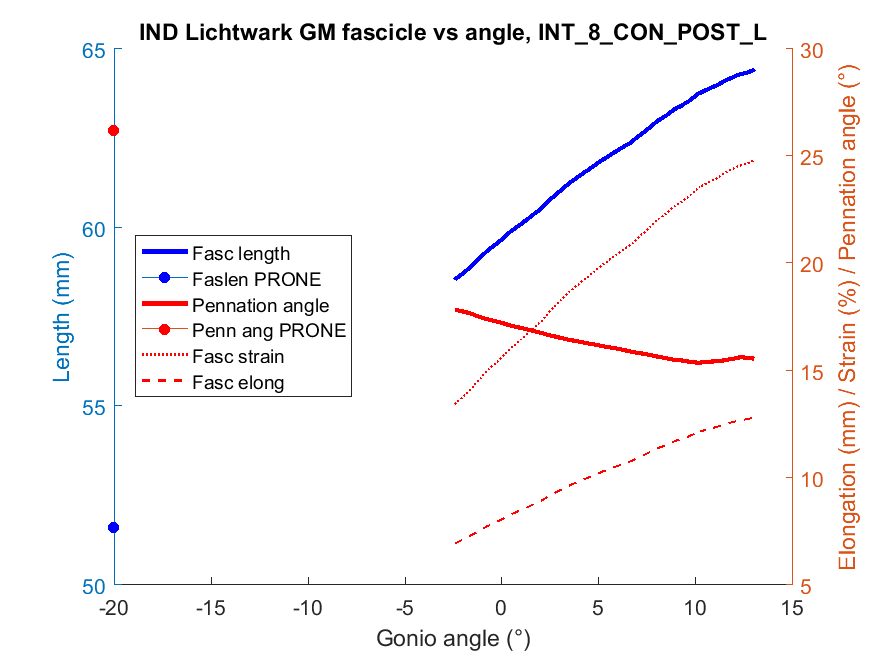 IND Lichtwark GM fascicle vs angle, INT_8_CON_POST_L
65
60
55
50
Length (mm)
30
25
20
15
10
5
Elongation (mm) / Strain (%) / Pennation angle (°)
Fasc length
Faslen PRONE
Pennation angle
Penn ang PRONE
Fasc strain
Fasc elong
-20 -15 -10 -5 0 5 10 15
Gonio angle (°)